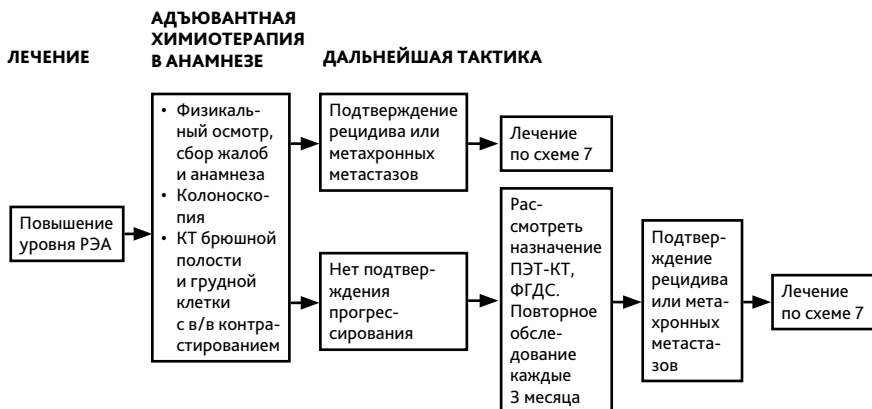 АДЪЮВАНТНАЯ
ХИМИОТЕРАПИЯ
В АНАМНЕЗЕ
ЛЕЧЕНИЕ
ДАЛЬНЕЙШАЯ ТАКТИКА
Повышение
уровня РЭА
• Физикаль-
ный осмотр,
сбор жалоб
и анамнеза
• Колоноско-
пия
• КТ брюшной
полости
и грудной
клетки
с в/в контра-
стированием
Подтверждение
рецидива или
метахронных
метастазов
Лечение
по схеме 7
Нет подтвер-
ждения
прогрес-
сирования
Рас-
смотреть
назначение
ПЭТ-КТ,
ФГДС.
Повторное
обсле-
дование
каждые
3 месяца
Подтверж-
дение
рецидива
или мета-
хронных
метаста-
зов
Лечение
по схеме 7